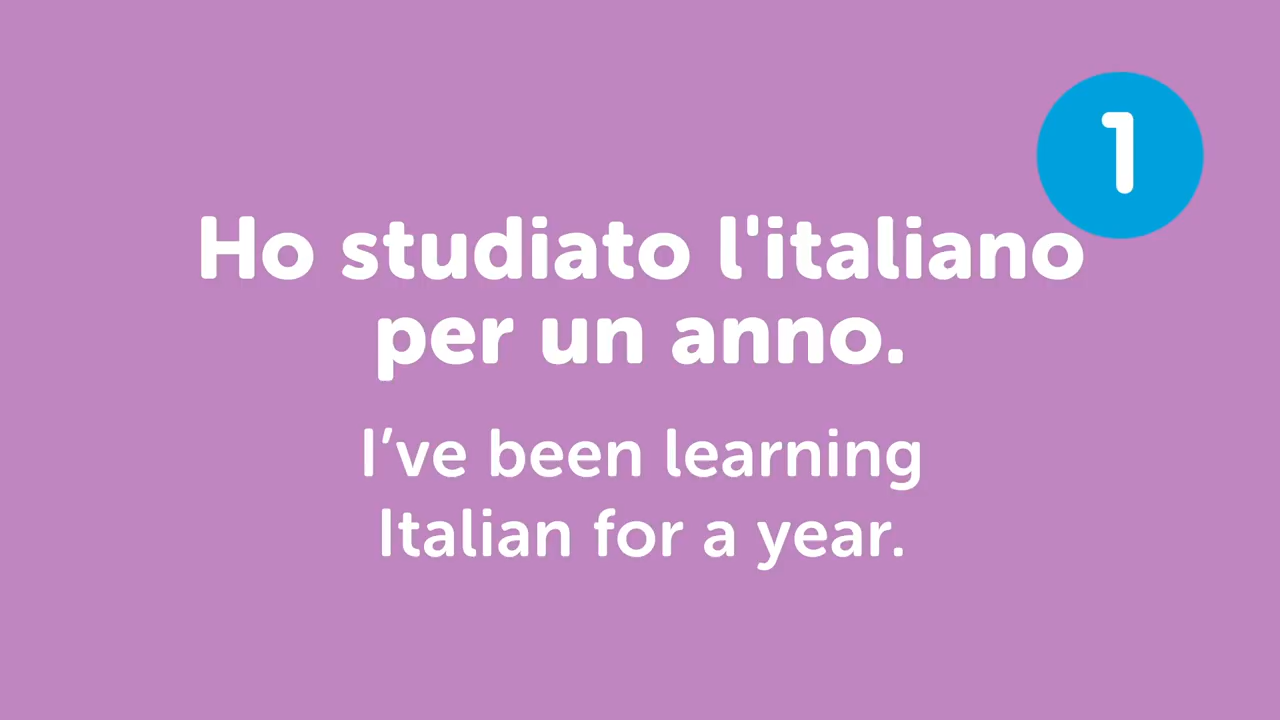 1
Ho studiato l'italiano
per un anno.
I’ve been learning
Italian for a year.